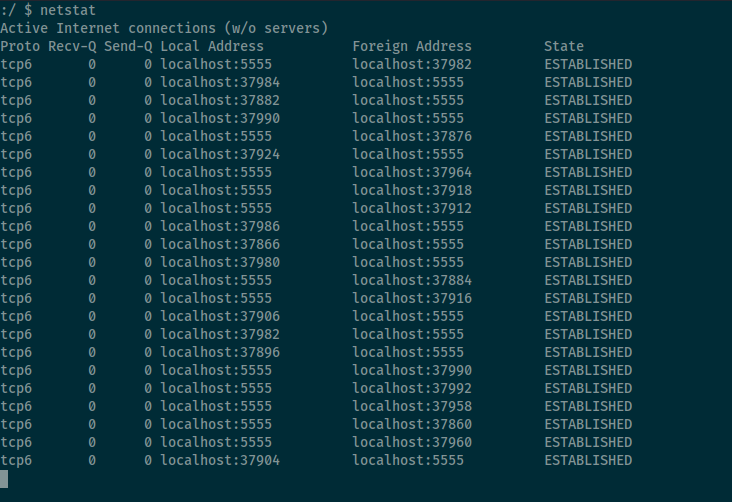 :/ $ netstat
Active Internet connections (w/o servers)
Proto Recv-Q Send-Q Local Address           Foreign Address         State
tcp6       0      0 localhost:5555          localhost:37982         ESTABLISHED
tcp6       0      0 localhost:37984         localhost:5555          ESTABLISHED
tcp6       0      0 localhost:37882         localhost:5555          ESTABLISHED
tcp6       0      0 localhost:37990         localhost:5555          ESTABLISHED
tcp6       0      0 localhost:5555          localhost:37876         ESTABLISHED
tcp6       0      0 localhost:37924         localhost:5555          ESTABLISHED
tcp6       0      0 localhost:5555          localhost:37964         ESTABLISHED
tcp6       0      0 localhost:5555          localhost:37918         ESTABLISHED
tcp6       0      0 localhost:5555          localhost:37912         ESTABLISHED
tcp6       0      0 localhost:37986         localhost:5555          ESTABLISHED
tcp6       0      0 localhost:37866         localhost:5555          ESTABLISHED
tcp6       0      0 localhost:37980         localhost:5555          ESTABLISHED
tcp6       0      0 localhost:5555          localhost:37884         ESTABLISHED
tcp6       0      0 localhost:5555          localhost:37916         ESTABLISHED
tcp6       0      0 localhost:37906         localhost:5555          ESTABLISHED
tcp6       0      0 localhost:37982         localhost:5555          ESTABLISHED
tcp6       0      0 localhost:37896         localhost:5555          ESTABLISHED
tcp6       0      0 localhost:5555          localhost:37990         ESTABLISHED
tcp6       0      0 localhost:5555          localhost:37992         ESTABLISHED
tcp6       0      0 localhost:5555          localhost:37958         ESTABLISHED
tcp6       0      0 localhost:5555          localhost:37860         ESTABLISHED
tcp6       0      0 localhost:5555          localhost:37960         ESTABLISHED
tcp6       0      0 localhost:37904         localhost:5555          ESTABLISHED